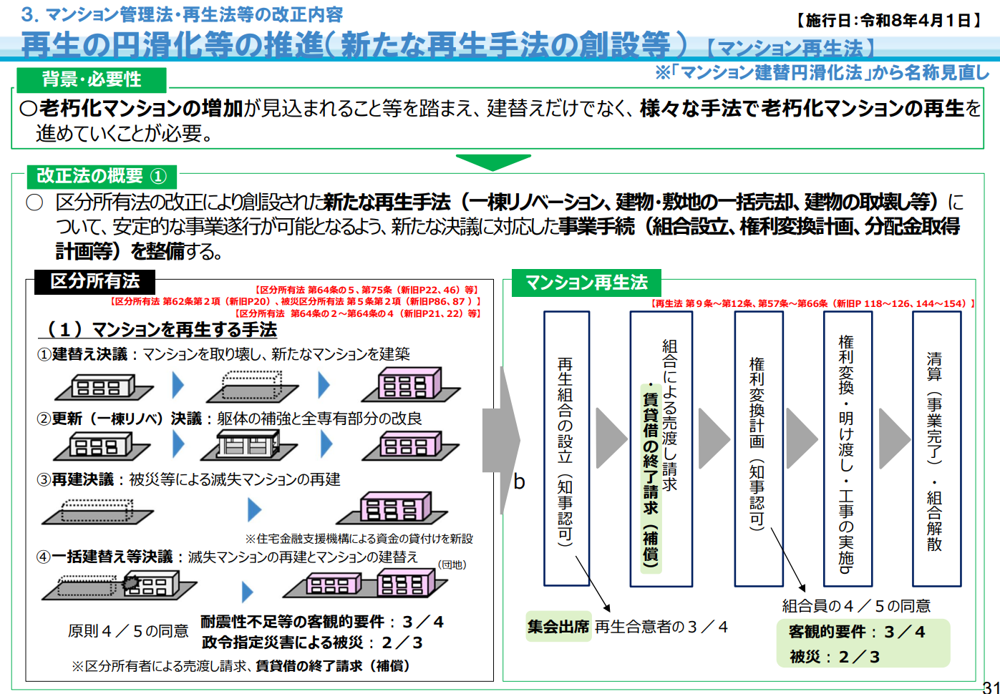 3．マンション管理法・再生法等の改正内容
【施行日：令和8年4月1日】
再生の円滑化等の推進（新たな再生手法の創設等）【マンション再生法】
※「マンション建替円滑化法」から名称見直し
背景・必要性
○老朽化マンションの増加が見込まれること等を踏まえ、建替えだけでなく、様々な手法で老朽化マンションの再生を
進めていくことが必要。
改正法の概要 ①
○ 区分所有法の改正により創設された新たな再生手法（一棟リノベーション、建物・敷地の一括売却、建物の取壊し等）に
ついて、安定的な事業遂行が可能となるよう、新たな決議に対応した事業手続（組合設立、権利変換計画、分配金取得
計画等）を整備する。
区分所有法
【区分所有法 第64条の５、第75条（新旧P22、46）等】
【区分所有法 第62条第２項（新旧P20）、被災区分所有法 第５条第２項（新旧P86、87 ）】
【区分所有法 第64条の２～第64条の４（新旧P21、22）等】
（１）マンションを再生する手法
①建替え決議：マンションを取り壊し、新たなマンションを建築
②更新（一棟リノベ）決議：躯体の補強と全専有部分の改良
③再建決議：被災等による滅失マンションの再建
※住宅金融支援機構による資金の貸付けを新設
④一括建替え等決議：滅失マンションの再建とマンションの建替え
（団地）
原則４／５の同意
耐震性不足等の客観的要件：３／４
政令指定災害による被災：２／３
※区分所有者による売渡し請求、賃貸借の終了請求（補償）
b
マンション再生法
【再生法 第９条～第12条、第57条～第66条（新旧P 118～126、144～154）】
再生組合の設立（知事認可）
組合による売渡し請求
・賃貸借の終了請求（補償）
権利変換計画（知事認可）
権利変換・明け渡し・工事の実施b
清算（事業完了）・組合解散
集会出席 再生合意者の３／４
組合員の４／５の同意
客観的要件：３／４
被災：２／３
31